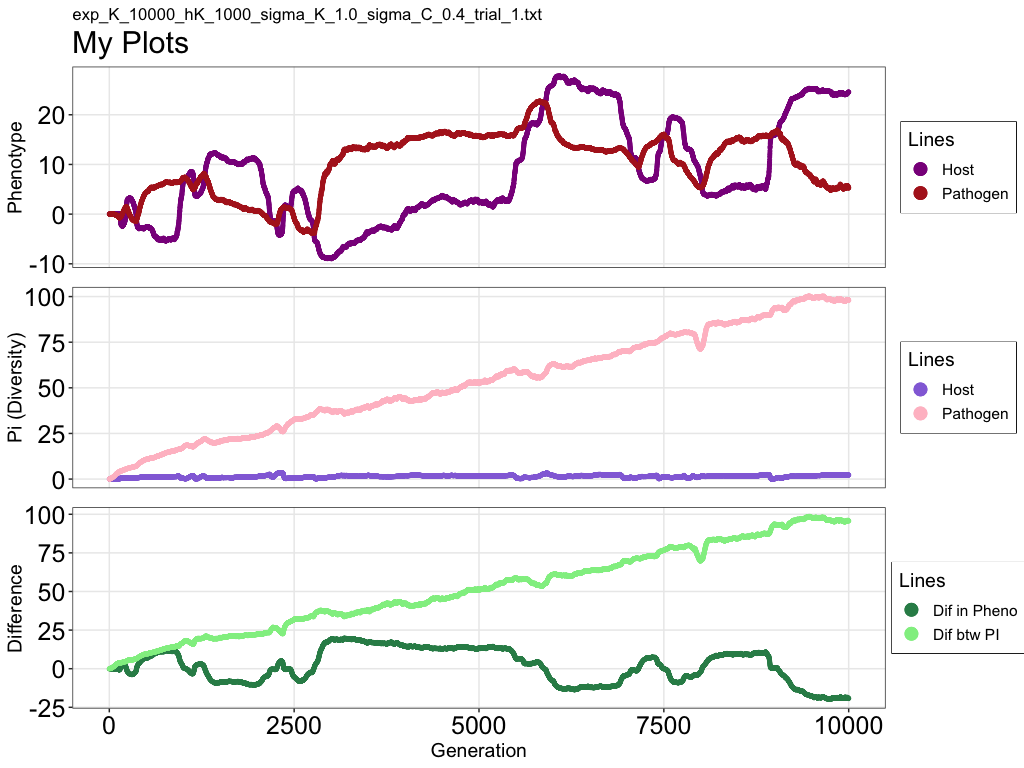 exp_K_10000_hK_1000_sigma_K_1.0_sigma_C_0.4_trial_1.txt
My Plots
Phenotype
20
10
0
-10
Lines
Host
Pathogen
Pi (Diversity)
100
75
50
25
0
Lines
Host
Pathogen
Difference
100
75
50
25
0
-25
Lines
Dif in Pheno
Dif btw PI
0 2500 5000 7500 10000
Generation